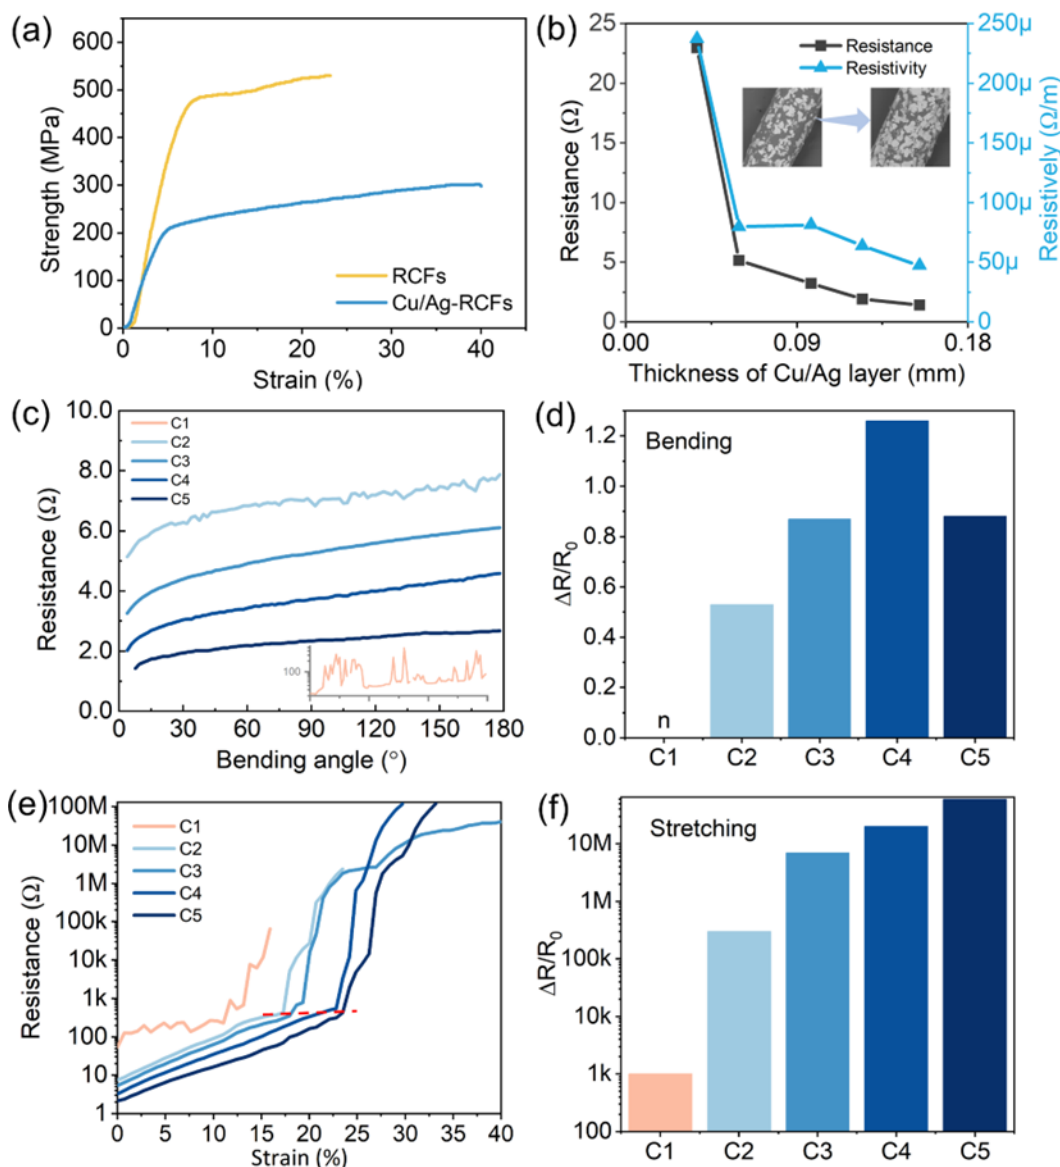 (a)
600
500
400
300
200
100
0
Strength (MPa)
RCFs
Cu/Ag-RCFs
0 10 20 30 40
Strain (%)
(b)
25
20
15
10
5
0
Resistance (Ω)
Resistance
Resistivity
250µ
200µ
150µ
100µ
50µ
0
Resistively (Ω/m)
0.00 0.09 0.18
Thickness of Cu/Ag layer (mm)
(c)
10.0
8.0
6.0
4.0
2.0
0.0
Resistance (Ω)
C1
C2
C3
C4
C5
100
0 30 60 90 120 150 180
Bending angle (°)
(d)
Bending
1.2
1.0
0.8
0.6
0.4
0.2
0.0
ΔR/R0
n
C1 C2 C3 C4 C5
(e)
100M
10M
1M
100k
10k
1k
100
10
1
Resistance (Ω)
C1
C2
C3
C4
C5
0 5 10 15 20 25 30 35 40
Strain (%)
(f)
Stretching
10M
1M
100k
10k
1k
100
ΔR/R0
C1 C2 C3 C4 C5